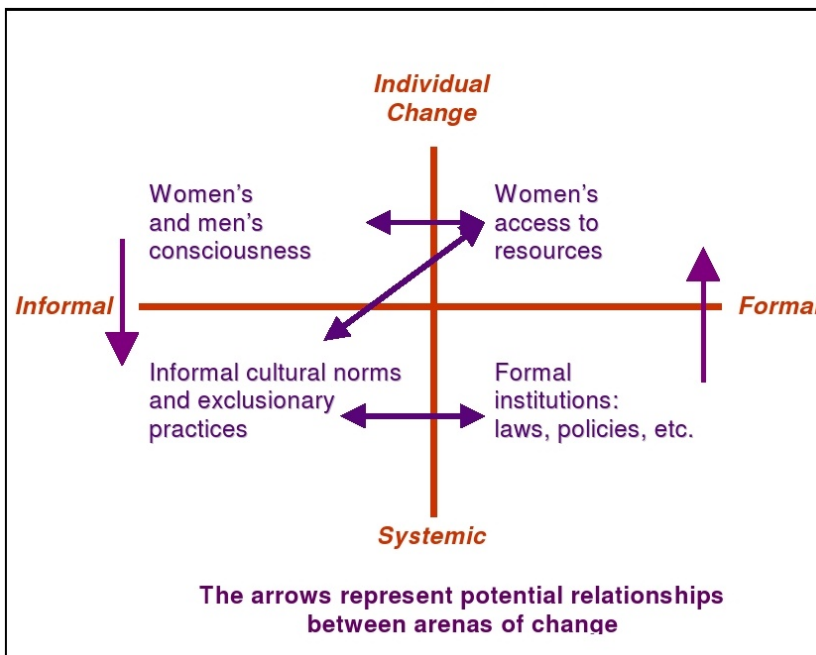 Individual
Change
Women's
and men's
consciousness
Women's
access to
resources
Informal
Formal
Informal cultural norms
and exclusionary
practices
Formal
institutions:
laws, policies, etc.
Systemic
The arrows represent potential relationships
between arenas of change